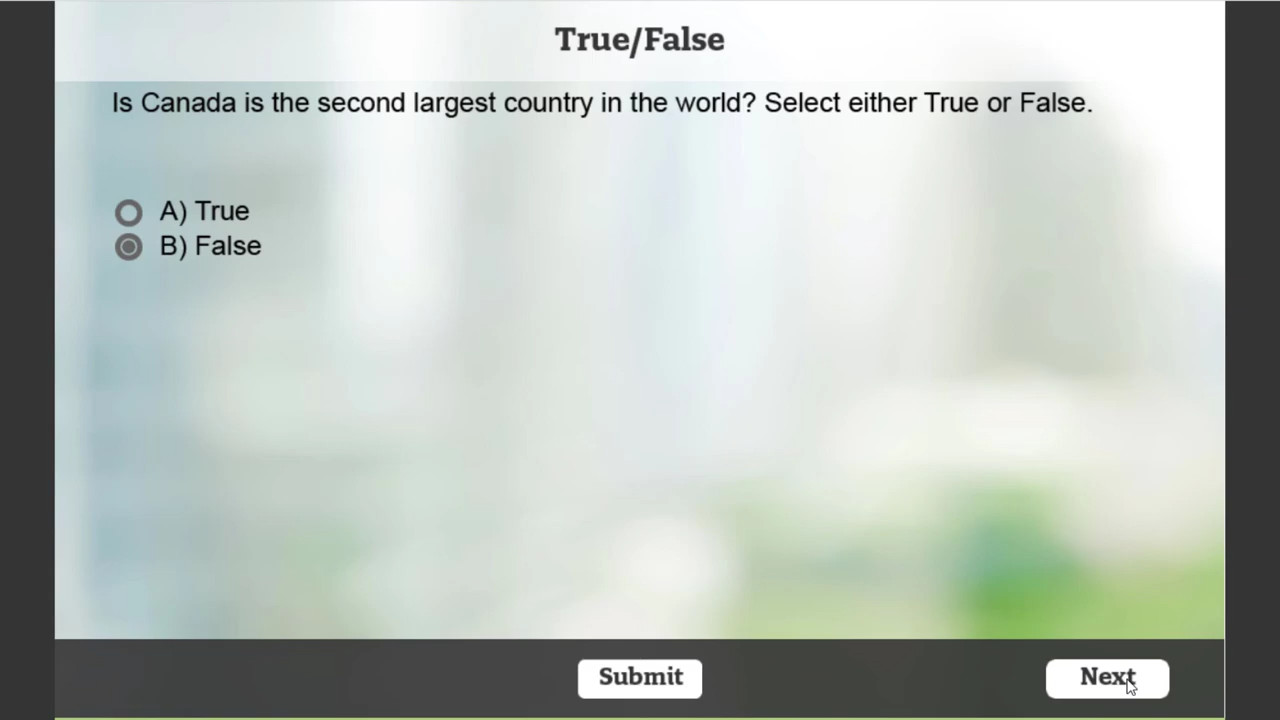 True/False
Is Canada is the second largest country in the world? Select either True or False.
A) True
B) False
Submit
Next